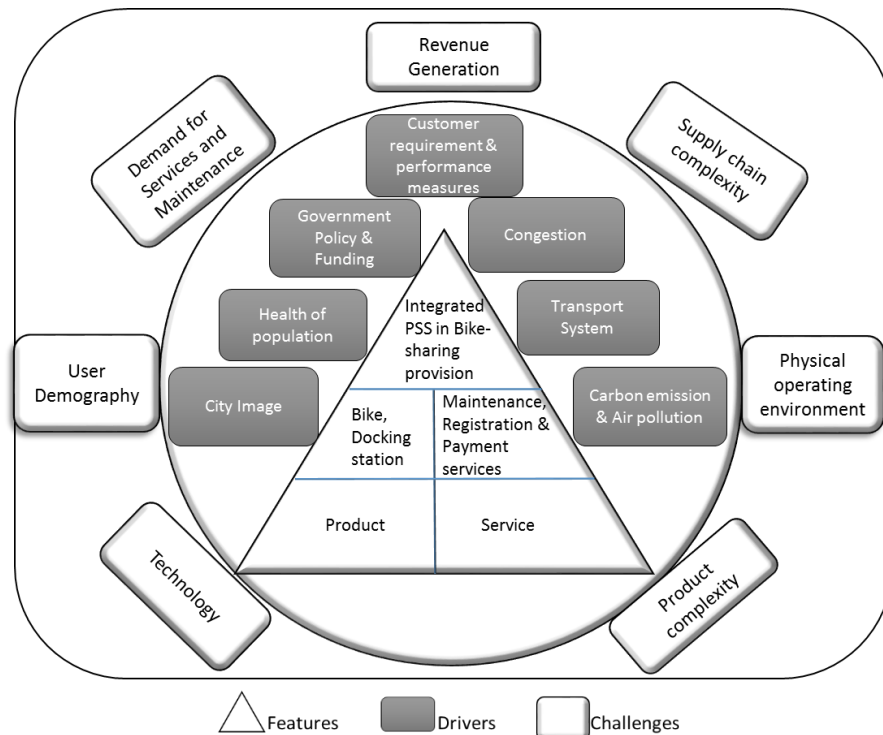 Revenue
Generation
Demand for
Services and
Maintenance
Supply chain
complexity
Customer
requirement &
performance
measures
Government
Policy &
Funding
Congestion
Health of
population
Transport
System
Integrated
PSS in Bike-
sharing
provision
User
Demography
City Image
Carbon emission
& Air pollution
Physical
operating
environment
Bike,
Docking
station
Maintenance,
Registration &
Payment
services
Product
Service
Technology
Product
complexity
Features
Drivers
Challenges